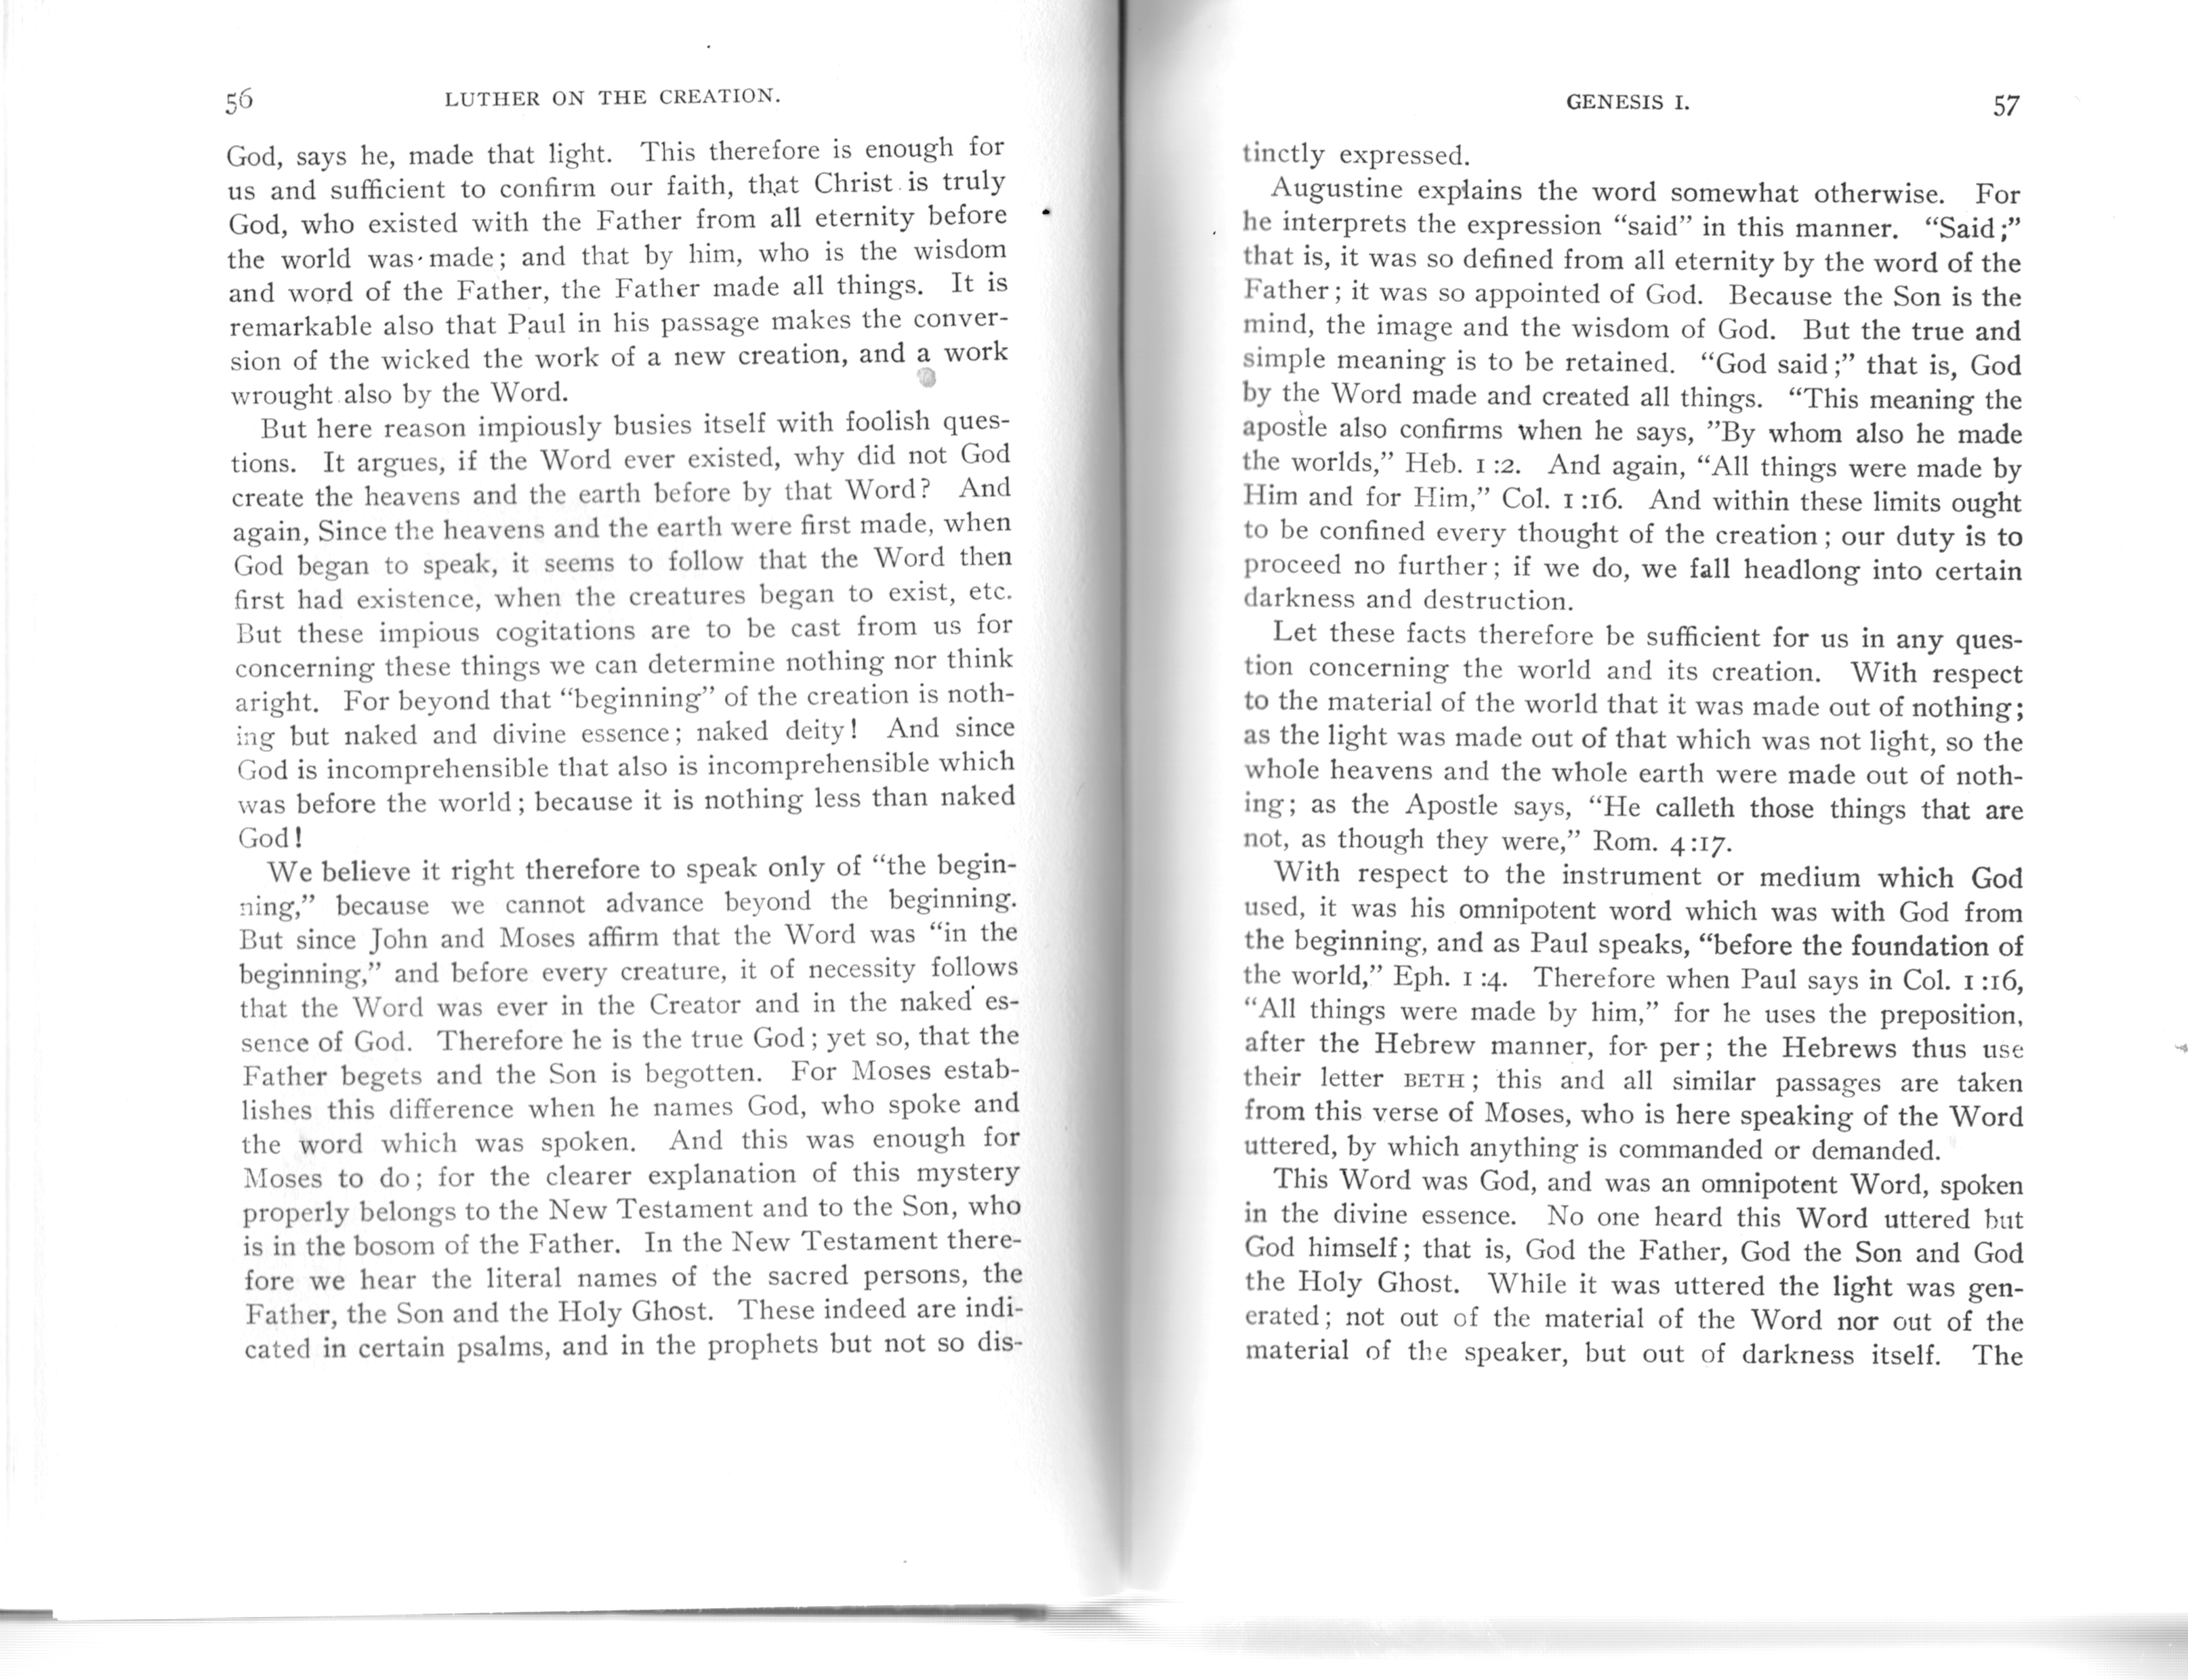 56 LUTHER ON THE CREATION.
God, says he, made that light. This therefore is enough for
us and sufficient to confirm our faith, that Christ is truly
God, who existed with the Father from all eternity before
the world was made; and that by him, who is the wisdom
and word of the Father, the Father made all things. It is
remarkable also that Paul in his passage makes the conver-
sion of the wicked the work of a new creation, and a work
wrought also by the Word.
But here reason impiously busies itself with foolish ques-
tions. It argues, if the Word ever existed, why did not God
create the heavens and the earth before by that Word? And
again, Since the heavens and the earth were first made, when
God began to speak, it seems to follow that the Word then
first had existence, when the creatures began to exist, etc.
But these impious cogitations are to be cast from us for
concerning these things we can determine nothing nor think
aright. For beyond that “beginning” of the creation is noth-
ing but naked and divine essence; naked deity! And since
God is incomprehensible that also is incomprehensible which
was before the world; because it is nothing less than naked
God!
We believe it right therefore to speak only of “the begin-
ning,” because we cannot advance beyond the beginning.
But since John and Moses affirm that the Word was “in the
beginning,” and before every creature, it of necessity follows
that the Word was ever in the Creator and in the naked es-
sence of God. Therefore he is the true God; yet so, that the
Father begets and the Son is begotten. For Moses estab-
lishes this difference when he names God, who spoke and
the word which was spoken. And this was enough for
Moses to do; for the clearer explanation of this mystery
properly belongs to the New Testament and to the Son, who
is in the bosom of the Father. In the New Testament there-
fore we hear the literal names of the sacred persons, the
Father, the Son and the Holy Ghost. These indeed are indi-
cated in certain psalms, and in the prophets but not so dis-
GENESIS I. 57
tinctly expressed.
Augustine explains the word somewhat otherwise. For
he interprets the expression “said” in this manner. “Said;”
that is, it was so defined from all eternity by the word of the
Father; it was so appointed of God. Because the Son is the
mind, the image and the wisdom of God. But the true and
simple meaning is to be retained. “God said;” that is, God
by the Word made and created all things. “This meaning the
apostle also confirms when he says, ”By whom also he made
the worlds,” Heb. 1:2. And again, “All things were made by
Him and for Him,” Col. 1:16. And within these limits ought
to be confined every thought of the creation; our duty is to
proceed no further; if we do, we fall headlong into certain
darkness and destruction.
Let these facts therefore be sufficient for us in any ques-
tion concerning the world and its creation. With respect
to the material of the world that it was made out of nothing;
as the light was made out of that which was not light, so the
whole heavens and the whole earth were made out of noth-
ing; as the Apostle says, “He calleth those things that are
not, as though they were,” Rom. 4:17.
With respect to the instrument or medium which God
used, it was his omnipotent word which was with God from
the beginning, and as Paul speaks, “before the foundation of
the world,” Eph. 1:4. Therefore when Paul says in Col. 1:16,
“All things were made by him,” for he uses the preposition,
after the Hebrew manner, for per; the Hebrews thus use
their letter BETH; this and all similar passages are taken
from this verse of Moses, who is here speaking of the Word
uttered, by which anything is commanded or demanded.
This Word was God, and was an omnipotent Word, spoken
in the divine essence. No one heard this Word uttered but
God himself; that is, God the Father, God the Son and God
the Holy Ghost. While it was uttered the light was gen-
erated; not out of the material of the Word nor out of the
material of the speaker, but out of darkness itself. The